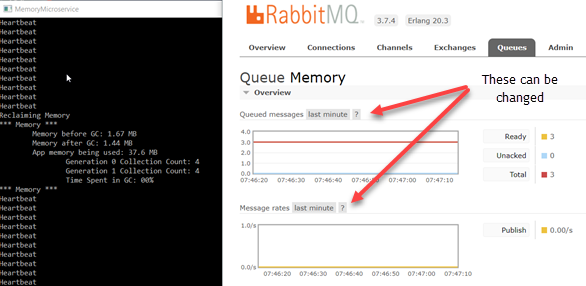 MemoryMicroservice
Heartbeat
Heartbeat
Heartbeat
Heartbeat
Heartbeat
Heartbeat
Heartbeat
Heartbeat
Reclaiming Memory
*** Memory ***
Memory before GC: 1.67 MB
Memory after GC: 1.44 MB
App memory being used: 37.6 MB
Generation 0 Collection Count: 4
Generation 1 Collection Count: 4
Time Spent in GC: 00%
*** Memory ***
Heartbeat
Heartbeat
Heartbeat
Heartbeat
Heartbeat
Heartbeat
Heartbeat
Heartbeat
RabbitMQ 3.7.4 Erlang 20.3
Overview Connections Channels Exchanges Queues Admin
Queue Memory
Overview
These can be
changed
Queued messages last minute ?
4.0
3.0
2.0
1.0
0.0
07:46:20 07:46:30 07:46:40 07:46:50 07:47:00 07:47:10
Ready 3
Unacked 0
Total 3
Message rates last minute ?
1.0/s
0.0/s
07:46:20 07:46:30 07:46:40 07:46:50 07:47:00 07:47:10
Publish 0.00/s